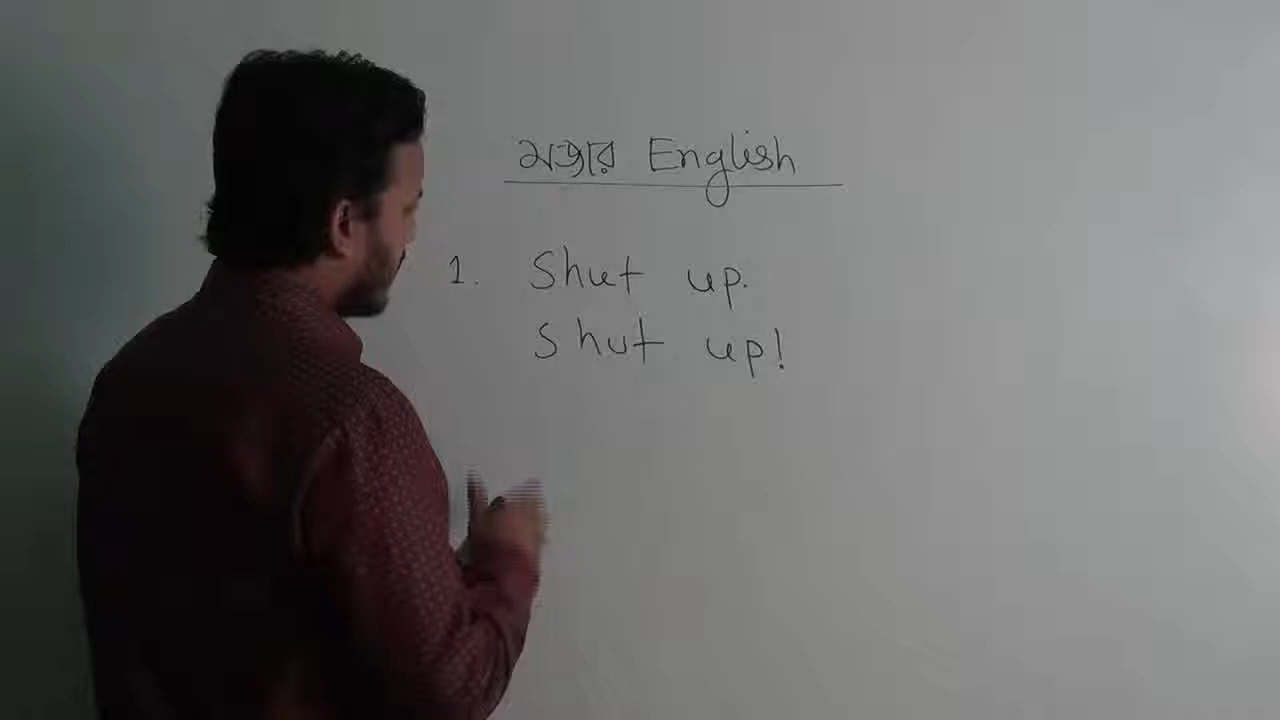 মজার English
1. Shut up.
Shut up!